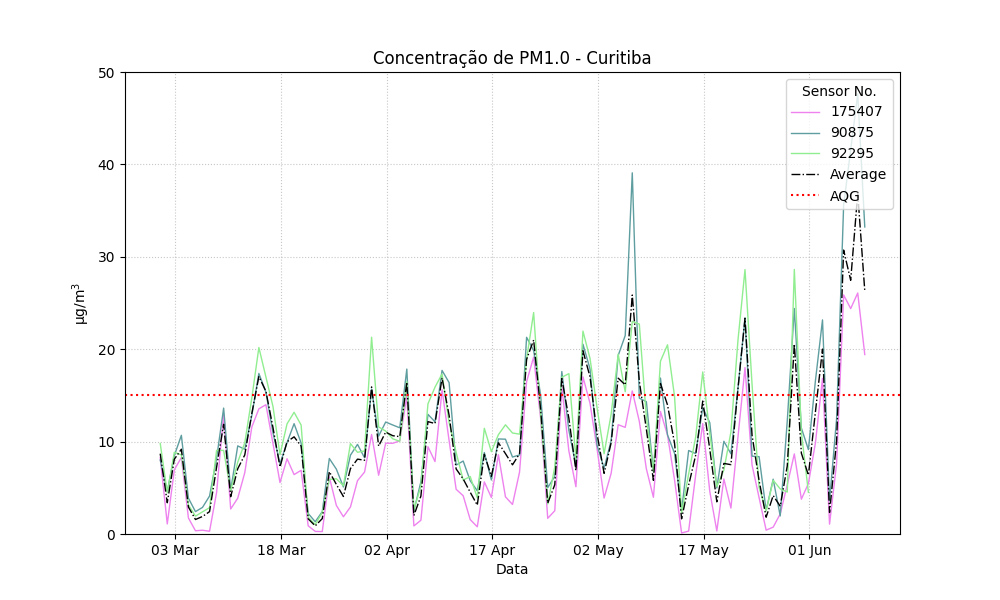 Concentração de PM1.0 - Curitiba
50
40
30
20
10
0
µg/m³
Sensor No.
175407
90875
92295
Average
AQG
03 Mar
18 Mar
02 Apr
17 Apr
02 May
17 May
01 Jun
Data